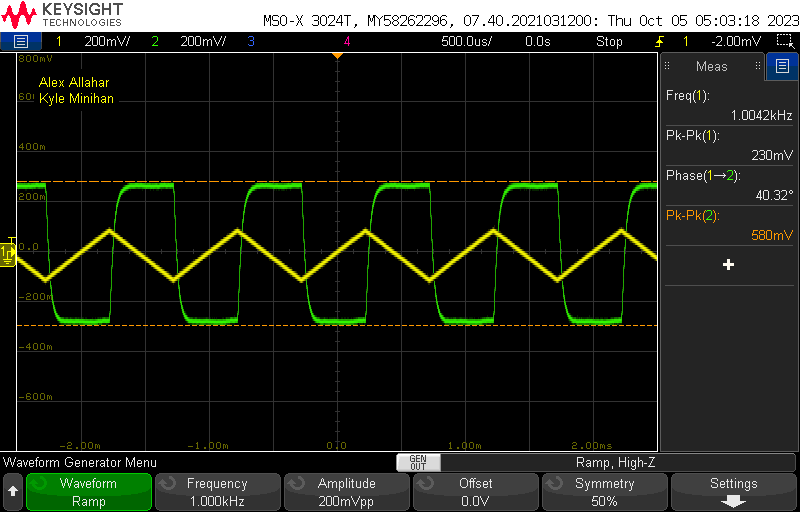 KEYSIGHT
TECHNOLOGIES
MSO-X 3024T, MY58262296, 07.40.2021031200: Thu Oct 05 05:03:18 2023
1 200mV/ 2 200mV/ 3 4 500.0us/ 0.0s Stop 1 -2.00mV
800mV
Alex Allahar
Kyle Minihan
400m
200m
0.0
-200m
-400m
-600m
-2.00m -1.00m 0.0 1.00m 2.00ms
T
1
Meas
Freq(1):
1.0042kHz
Pk-Pk(1):
230mV
Phase(1→2):
40.32°
Pk-Pk(2):
580mV
+
Waveform Generator Menu
GEN
OUT
Ramp, High-Z
Waveform
Ramp
Frequency
1.000kHz
Amplitude
200mVpp
Offset
0.0V
Symmetry
50%
Settings